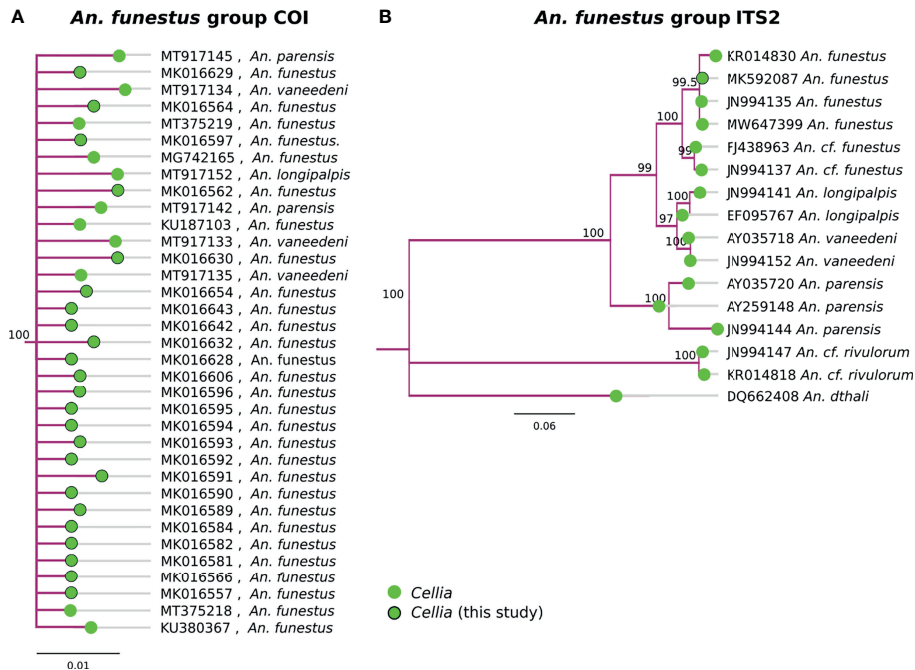 A An. funestus group COI
MT917145 , An. parensis
MK016629 , An. funestus
MT917134 , An. vaneedeni
MK016564 , An. funestus
MT375219 , An. funestus
MK016597 , An. funestus.
MG742165 , An. funestus
MT917152 , An. longipalpis
MK016562 , An. funestus
MT917142 , An. parensis
KU187103 , An. funestus
MT917133 , An. vaneedeni
MK016630 , An. funestus
MT917135 , An. vaneedeni
MK016654 , An. funestus
MK016643 , An. funestus
MK016642 , An. funestus
MK016632 , An. funestus
MK016628 , An. funestus
MK016606 , An. funestus
MK016596 , An. funestus
MK016595 , An. funestus
MK016594 , An. funestus
MK016593 , An. funestus
MK016592 , An. funestus
MK016591 , An. funestus
MK016590 , An. funestus
MK016589 , An. funestus
MK016584 , An. funestus
MK016582 , An. funestus
MK016581 , An. funestus
MK016566 , An. funestus
MK016557 , An. funestus
MT375218 , An. funestus
KU380367 , An. funestus
100
0.01
B An. funestus group ITS2
KR014830 An. funestus
MK592087 An. funestus
JN994135 An. funestus
MW647399 An. funestus
FJ438963 An. cf. funestus
JN994137 An. cf. funestus
JN994141 An. longipalpis
EF095767 An. longipalpis
AY035718 An. vaneedeni
JN994152 An. vaneedeni
AY035720 An. parensis
AY259148 An. parensis
JN994144 An. parensis
JN994147 An. cf. rivulorum
KR014818 An. cf. rivulorum
DQ662408 An. dthali
99.5
100
99
99
100
97
100
100
100
100
100
0.06
Cellia
Cellia (this study)